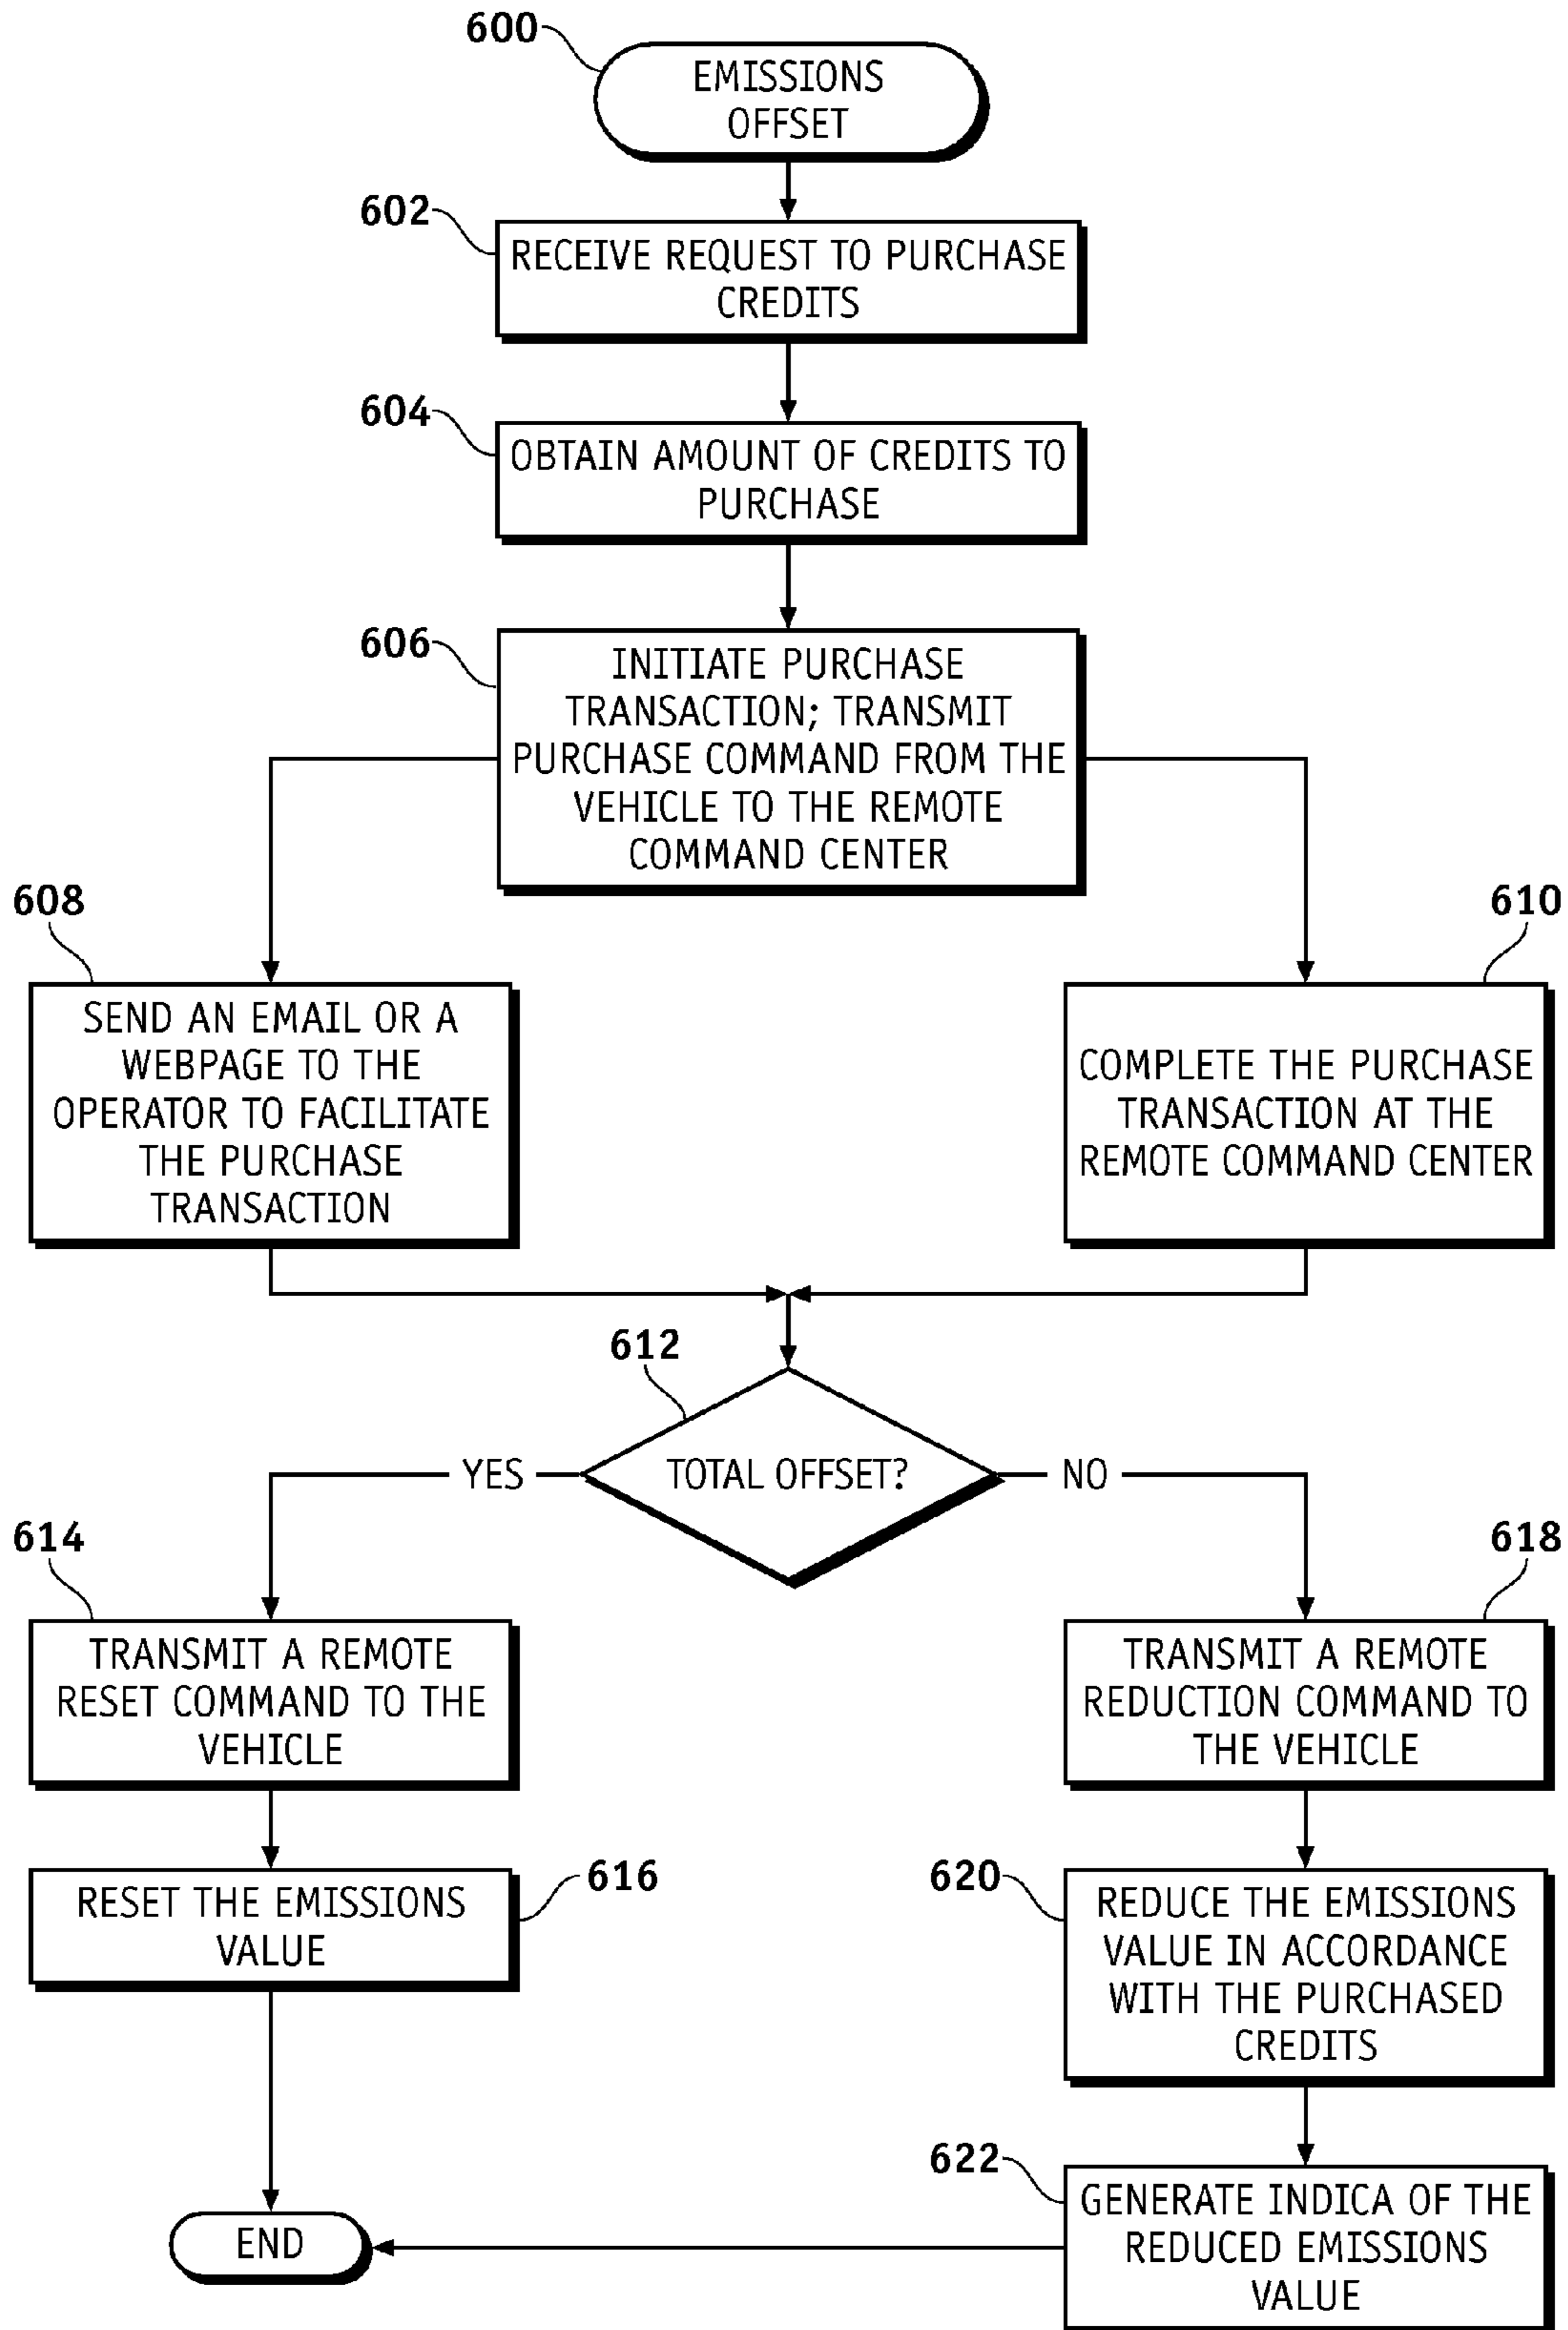 600
EMISSIONS
OFFSET
602
RECEIVE REQUEST TO PURCHASE
CREDITS
604
OBTAIN AMOUNT OF CREDITS TO
PURCHASE
606
INITIATE PURCHASE
TRANSACTION; TRANSMIT
PURCHASE COMMAND FROM THE
VEHICLE TO THE REMOTE
COMMAND CENTER
608
SEND AN EMAIL OR A
WEBPAGE TO THE
OPERATOR TO FACILITATE
THE PURCHASE
TRANSACTION
610
COMPLETE THE PURCHASE
TRANSACTION AT THE
REMOTE COMMAND CENTER
612
TOTAL OFFSET?
YES
NO
614
TRANSMIT A REMOTE
RESET COMMAND TO THE
VEHICLE
616
RESET THE EMISSIONS
VALUE
618
TRANSMIT A REMOTE
REDUCTION COMMAND TO
THE VEHICLE
620
REDUCE THE EMISSIONS
VALUE IN ACCORDANCE
WITH THE PURCHASED
CREDITS
622
GENERATE INDICA OF THE
REDUCED EMISSIONS
VALUE
END